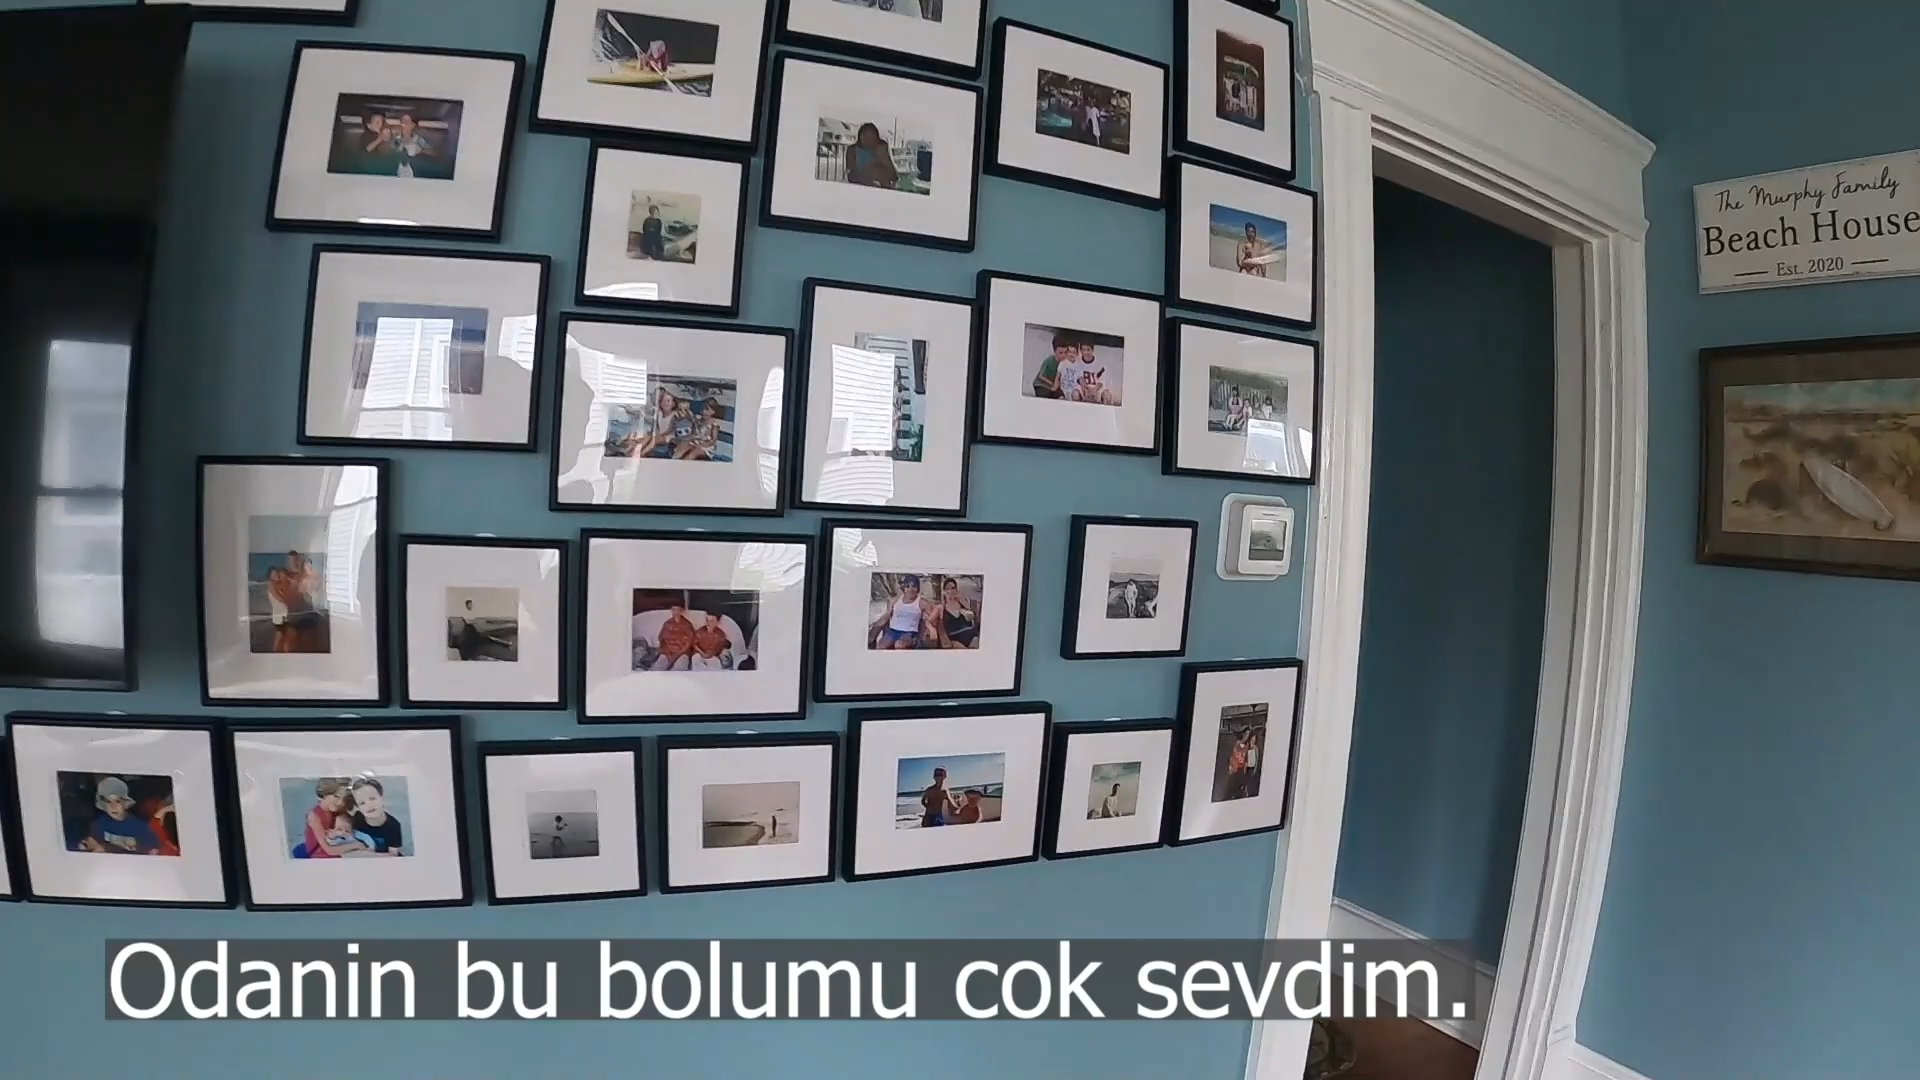 The Murphy Family
Beach House
Est. 2020
Odanin bu bolumu cok sevdim.